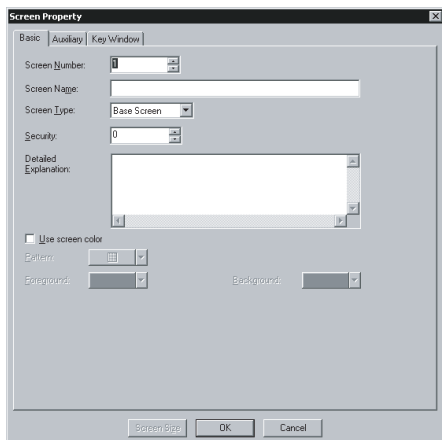 Screen Property
Basic Auxiliary Key Window
Screen Number: 1
Screen Name:
Screen Type: Base Screen
Security: 0
Detailed
Explanation:
Use screen color
Pattern:
Foreground: Background:
Screen Size OK Cancel